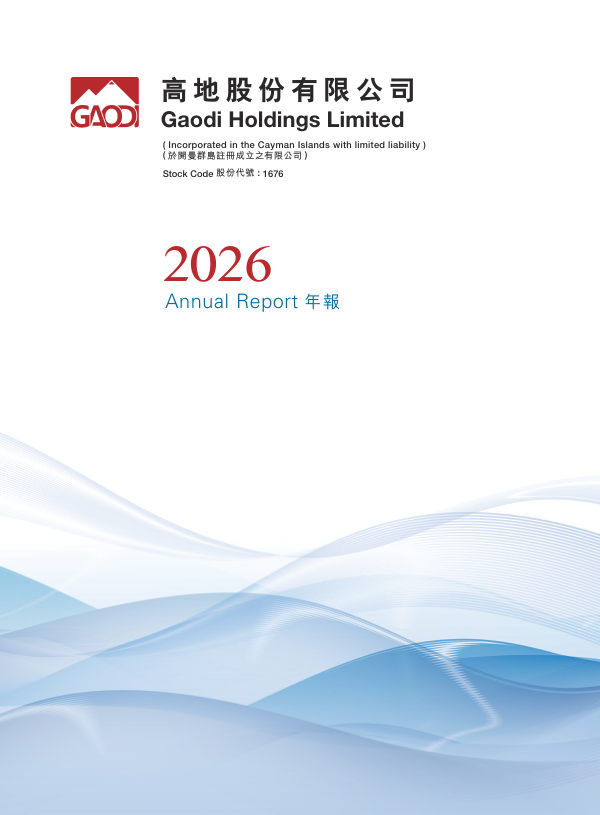 GAODI
高地股份有限公司
Gaodi Holdings Limited
( Incorporated in the Cayman Islands with limited liability )
( 於開曼群島註冊成立之有限公司 )
Stock Code 股份代號 : 1676
2026
Annual Report 年報